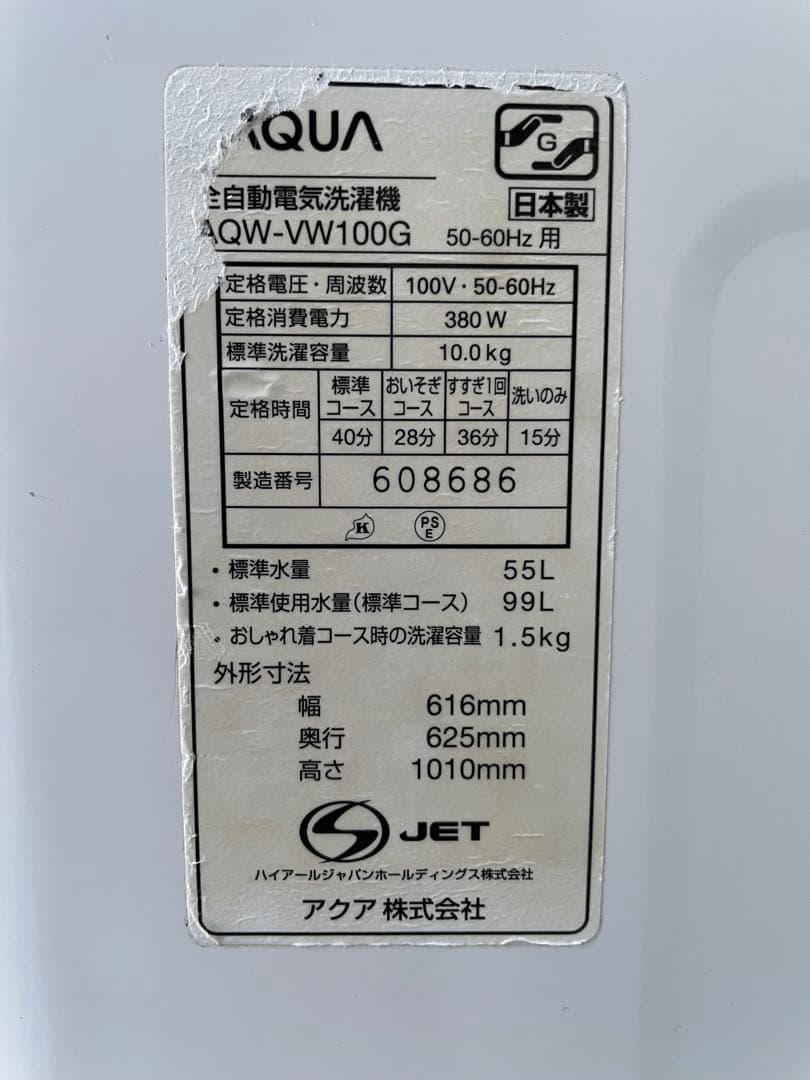 AQUA
G
全自動電気洗濯機
日本製
AQW-VW100G 50-60Hz 用
定格電圧・周波数 100V・50-60Hz
定格消費電力 380W
標準洗濯容量 10.0kg
定格時間 標準コース おいそぎコース すすぎ1回コース 洗いのみ
40分 28分 36分 15分
製造番号 608686
K PSE
・標準水量 55L
・標準使用水量(標準コース) 99L
・おしゃれ着コース時の洗濯容量 1.5kg
外形寸法
幅 616mm
奥行 625mm
高さ 1010mm
S JET
ハイアールジャパンホールディングス株式会社
アクア 株式会社